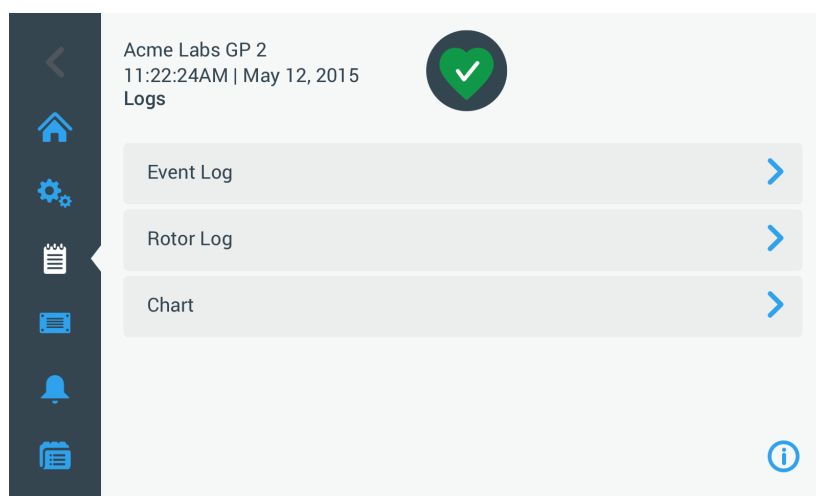 Acme Labs GP 2
11:22:24AM | May 12, 2015
Logs
Event Log
Rotor Log
Chart